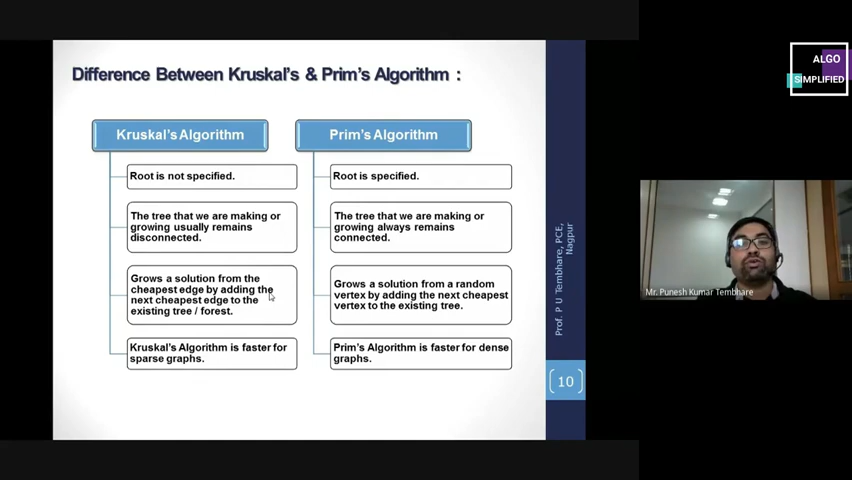 Difference Between Kruskal's & Prim's Algorithm :
Kruskal's Algorithm
Root is not specified.
The tree that we are making or
growing usually remains
disconnected.
Grows a solution from the
cheapest edge by adding the
next cheapest edge to the
existing tree / forest.
Kruskal's Algorithm is faster for
sparse graphs.
Prim's Algorithm
Root is specified.
The tree that we are making or
growing always remains
connected.
Grows a solution from a random
vertex by adding the next cheapest
vertex to the existing tree.
Prim's Algorithm is faster for dense
graphs.
Prof. P U Tembhare, PCE,
Nagpur
10
ALGO
SIMPLIFIED
Mr. Punesh Kumar Tembhare